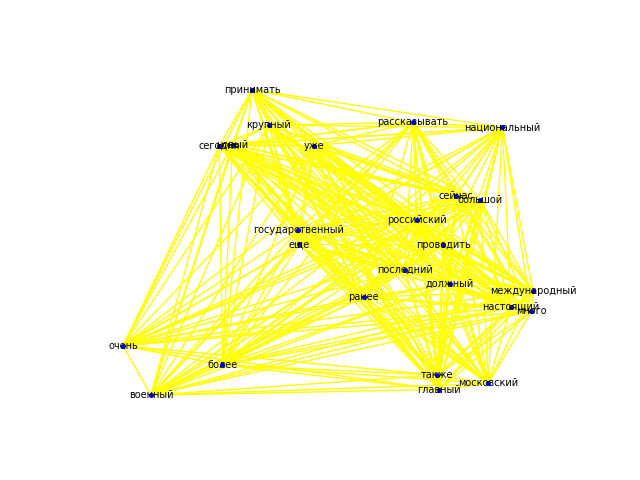 принимать
рассказывать
крупный
национальный
сегодня
уже
сейчас
большой
российский
государственный
еще
проводить
последний
должный
международный
ранее
настоящий
много
очень
более
также
московский
главный
военный